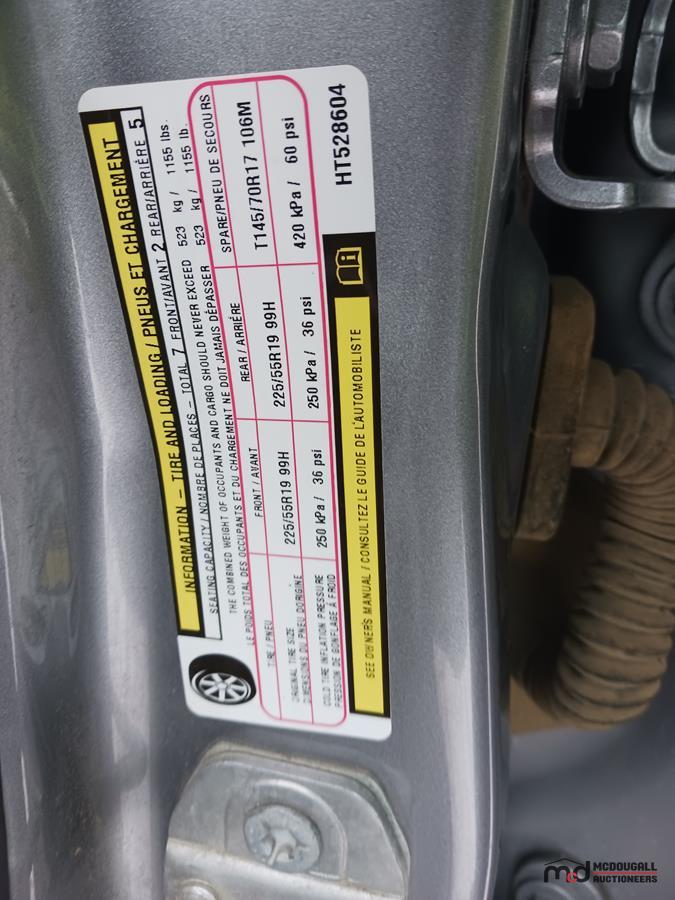 INFORMATION – TIRE AND LOADING / PNEUS ET CHARGEMENT
SEATING CAPACITY / NOMBRE DE PLACES – TOTAL 7 FRONT/AVANT 2 REAR/ARRIÈRE 5
THE COMBINED WEIGHT OF OCCUPANTS AND CARGO SHOULD NEVER EXCEED 523 kg / 1155 lbs.
LE POIDS TOTAL DES OCCUPANTS ET DU CHARGEMENT NE DOIT JAMAIS DÉPASSER 523 kg / 1155 lb.
TIRE / PNEU FRONT / AVANT REAR / ARRIÈRE SPARE/PNEU DE SECOURS
ORIGINAL TIRE SIZE
DIMENSIONS DU PNEU D'ORIGINE
225/55R19 99H 225/55R19 99H T145/70R17 106M
COLD TIRE INFLATION PRESSURE
PRESSION DE GONFLAGE À FROID
250 kPa / 36 psi 250 kPa / 36 psi 420 kPa / 60 psi
SEE OWNER'S MANUAL / CONSULTEZ LE GUIDE DE L'AUTOMOBILISTE
HT528604
mcd MCDOUGALL
AUCTIONEERS